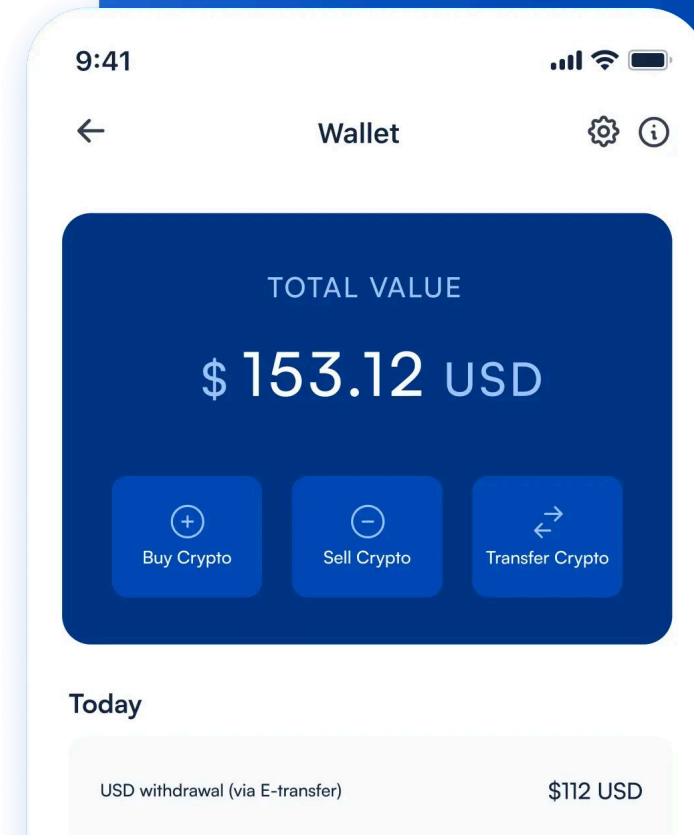 9:41
Wallet
TOTAL VALUE
$ 153.12 USD
Buy Crypto
Sell Crypto
Transfer Crypto
Today
USD withdrawal (via E-transfer) $112 USD